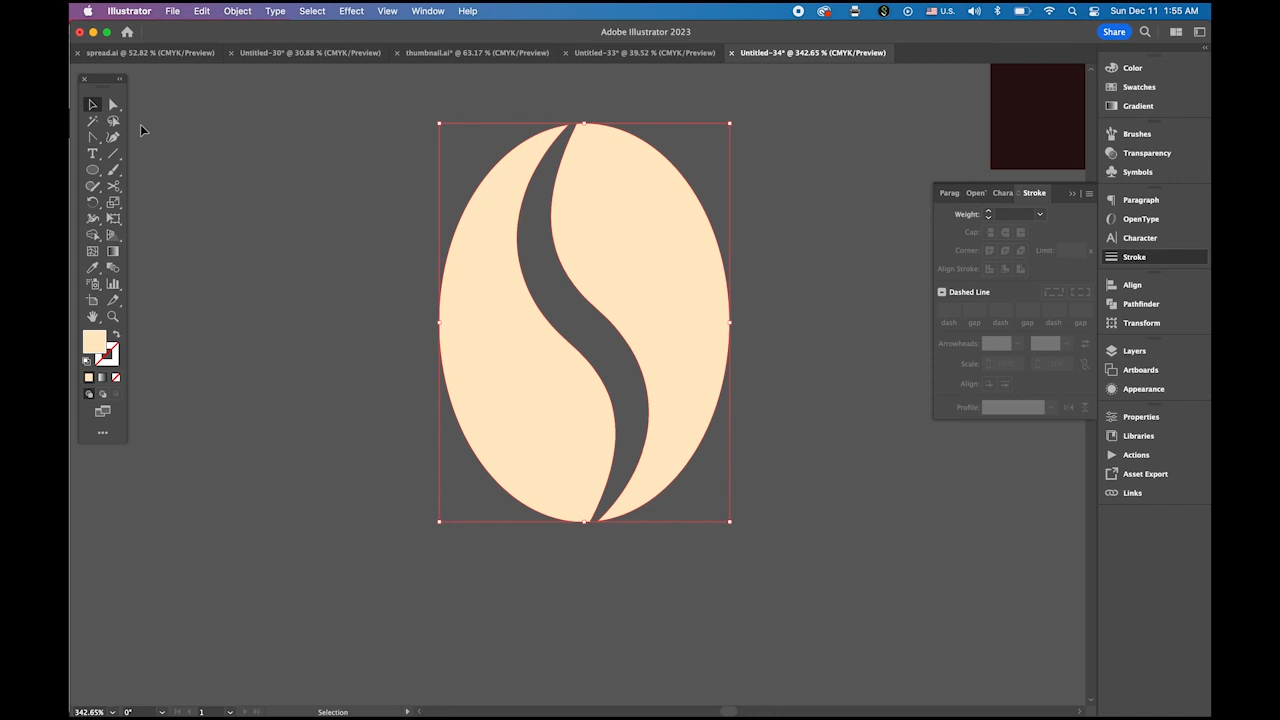 Illustrator File Edit Object Type Select Effect View Window Help U.S. Sun Dec 11 1:55 AM
Adobe Illustrator 2023
Share
spread.ai @ 52.82 % (CMYK/Preview) Untitled-30* @ 30.88 % (CMYK/Preview) thumbnail.ai* @ 63.17 % (CMYK/Preview) Untitled-33* @ 39.52 % (CMYK/Preview) Untitled-34* @ 342.65 % (CMYK/Preview)
Color
Swatches
Gradient
Brushes
Transparency
Symbols
Parag Open Chara Stroke
Paragraph
Weight:
OpenType
Cap:
Character
Corner: Limit:
Stroke
Align Stroke:
Align
Dashed Line
Pathfinder
dash gap dash gap dash gap
Transform
Arrowheads:
Layers
Scale:
Artboards
Align:
Appearance
Profile:
Properties
Libraries
Actions
Asset Export
Links
342.65% 0° 1 Selection